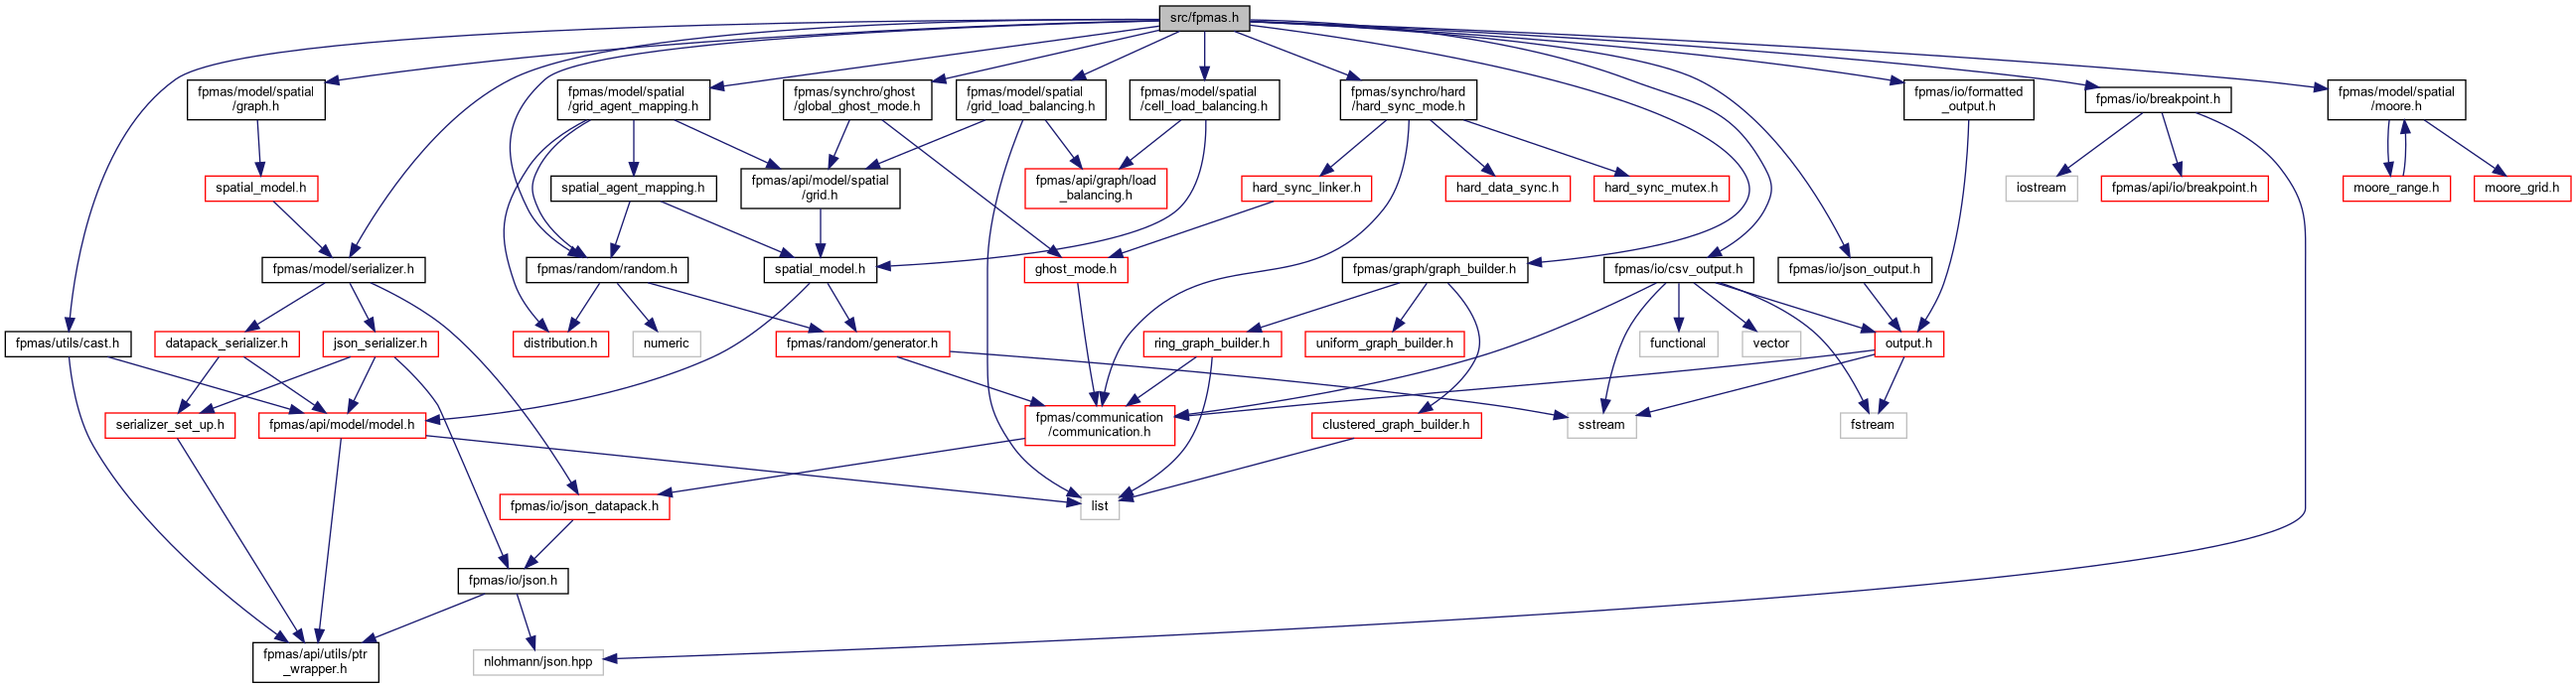 src/fpmas.h
fpmas/model/spatial
/graph.h
fpmas/model/spatial
/grid_agent_mapping.h
fpmas/synchro/ghost
/global_ghost_mode.h
fpmas/model/spatial
/grid_load_balancing.h
fpmas/model/spatial
/cell_load_balancing.h
fpmas/synchro/hard
/hard_sync_mode.h
fpmas/io/formatted
_output.h
fpmas/io/breakpoint.h
fpmas/model/spatial
/moore.h
spatial_model.h
spatial_agent_mapping.h
fpmas/api/model/spatial
/grid.h
fpmas/api/graph/load
_balancing.h
hard_sync_linker.h
hard_data_sync.h
hard_sync_mutex.h
iostream
fpmas/api/io/breakpoint.h
moore_range.h
moore_grid.h
fpmas/model/serializer.h
fpmas/random/random.h
spatial_model.h
ghost_mode.h
fpmas/graph/graph_builder.h
fpmas/io/csv_output.h
fpmas/io/json_output.h
fpmas/utils/cast.h
datapack_serializer.h
json_serializer.h
distribution.h
numeric
fpmas/random/generator.h
ring_graph_builder.h
uniform_graph_builder.h
functional
vector
output.h
serializer_set_up.h
fpmas/api/model/model.h
fpmas/communication
/communication.h
clustered_graph_builder.h
sstream
fstream
fpmas/io/json_datapack.h
list
fpmas/io/json.h
fpmas/api/utils/ptr
_wrapper.h
nlohmann/json.hpp